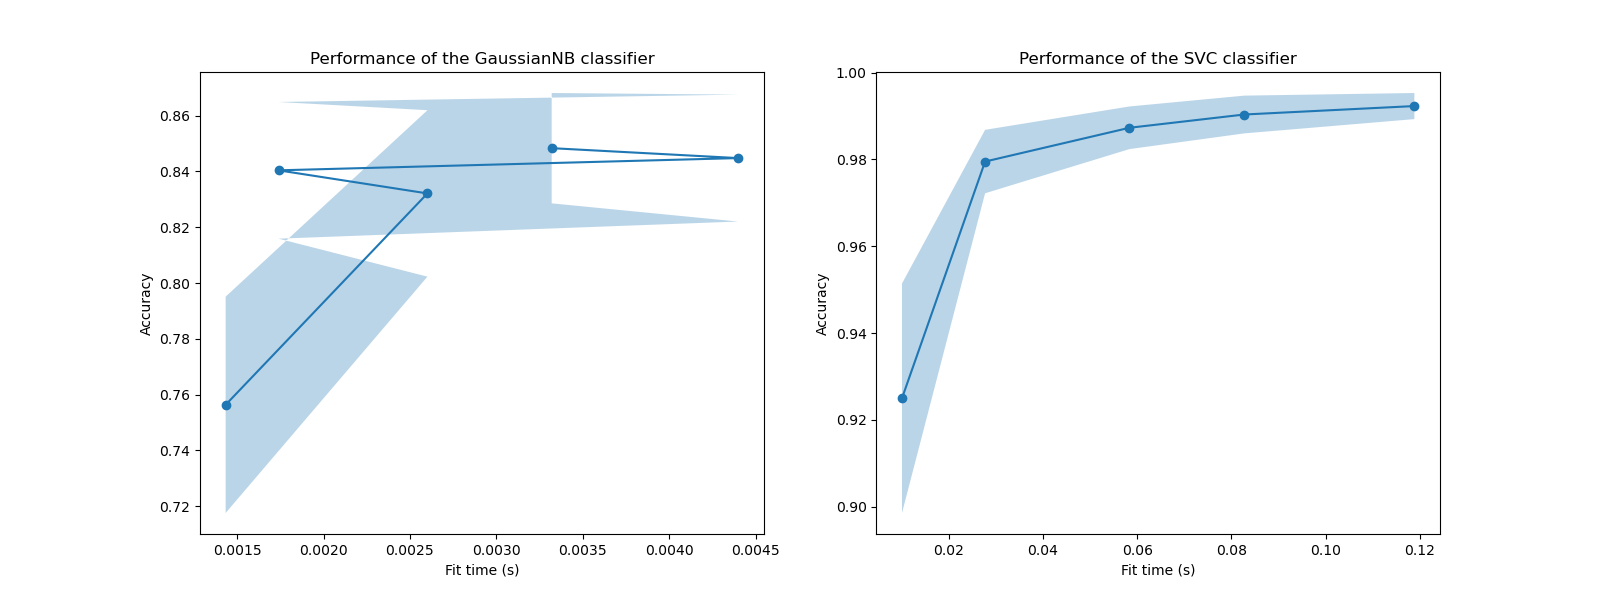 Performance of the GaussianNB classifier
Accuracy
0.86
0.84
0.82
0.80
0.78
0.76
0.74
0.72
0.0015 0.0020 0.0025 0.0030 0.0035 0.0040 0.0045
Fit time (s)
Performance of the SVC classifier
Accuracy
1.00
0.98
0.96
0.94
0.92
0.90
0.02 0.04 0.06 0.08 0.10 0.12
Fit time (s)